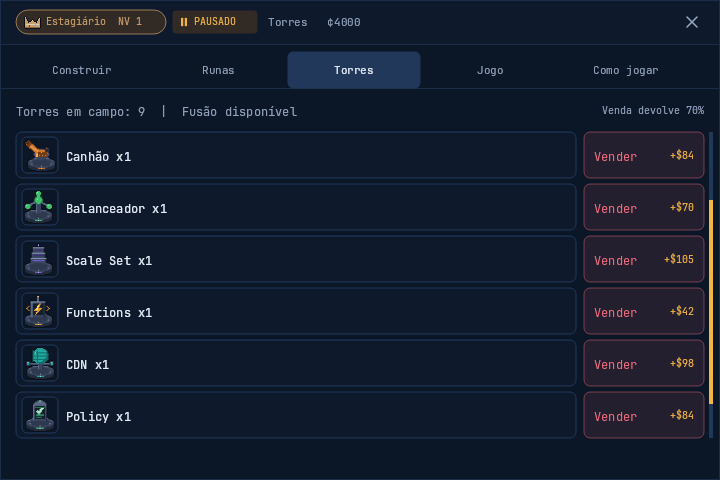 Estagiário NV 1 PAUSADO Torres $4000
Construir Runas Torres Jogo Como jogar
Torres em campo: 9 | Fusão disponível Venda devolve 70%
Canhão x1 Vender +$84
Balanceador x1 Vender +$70
Scale Set x1 Vender +$105
Functions x1 Vender +$42
CDN x1 Vender +$98
Policy x1 Vender +$84